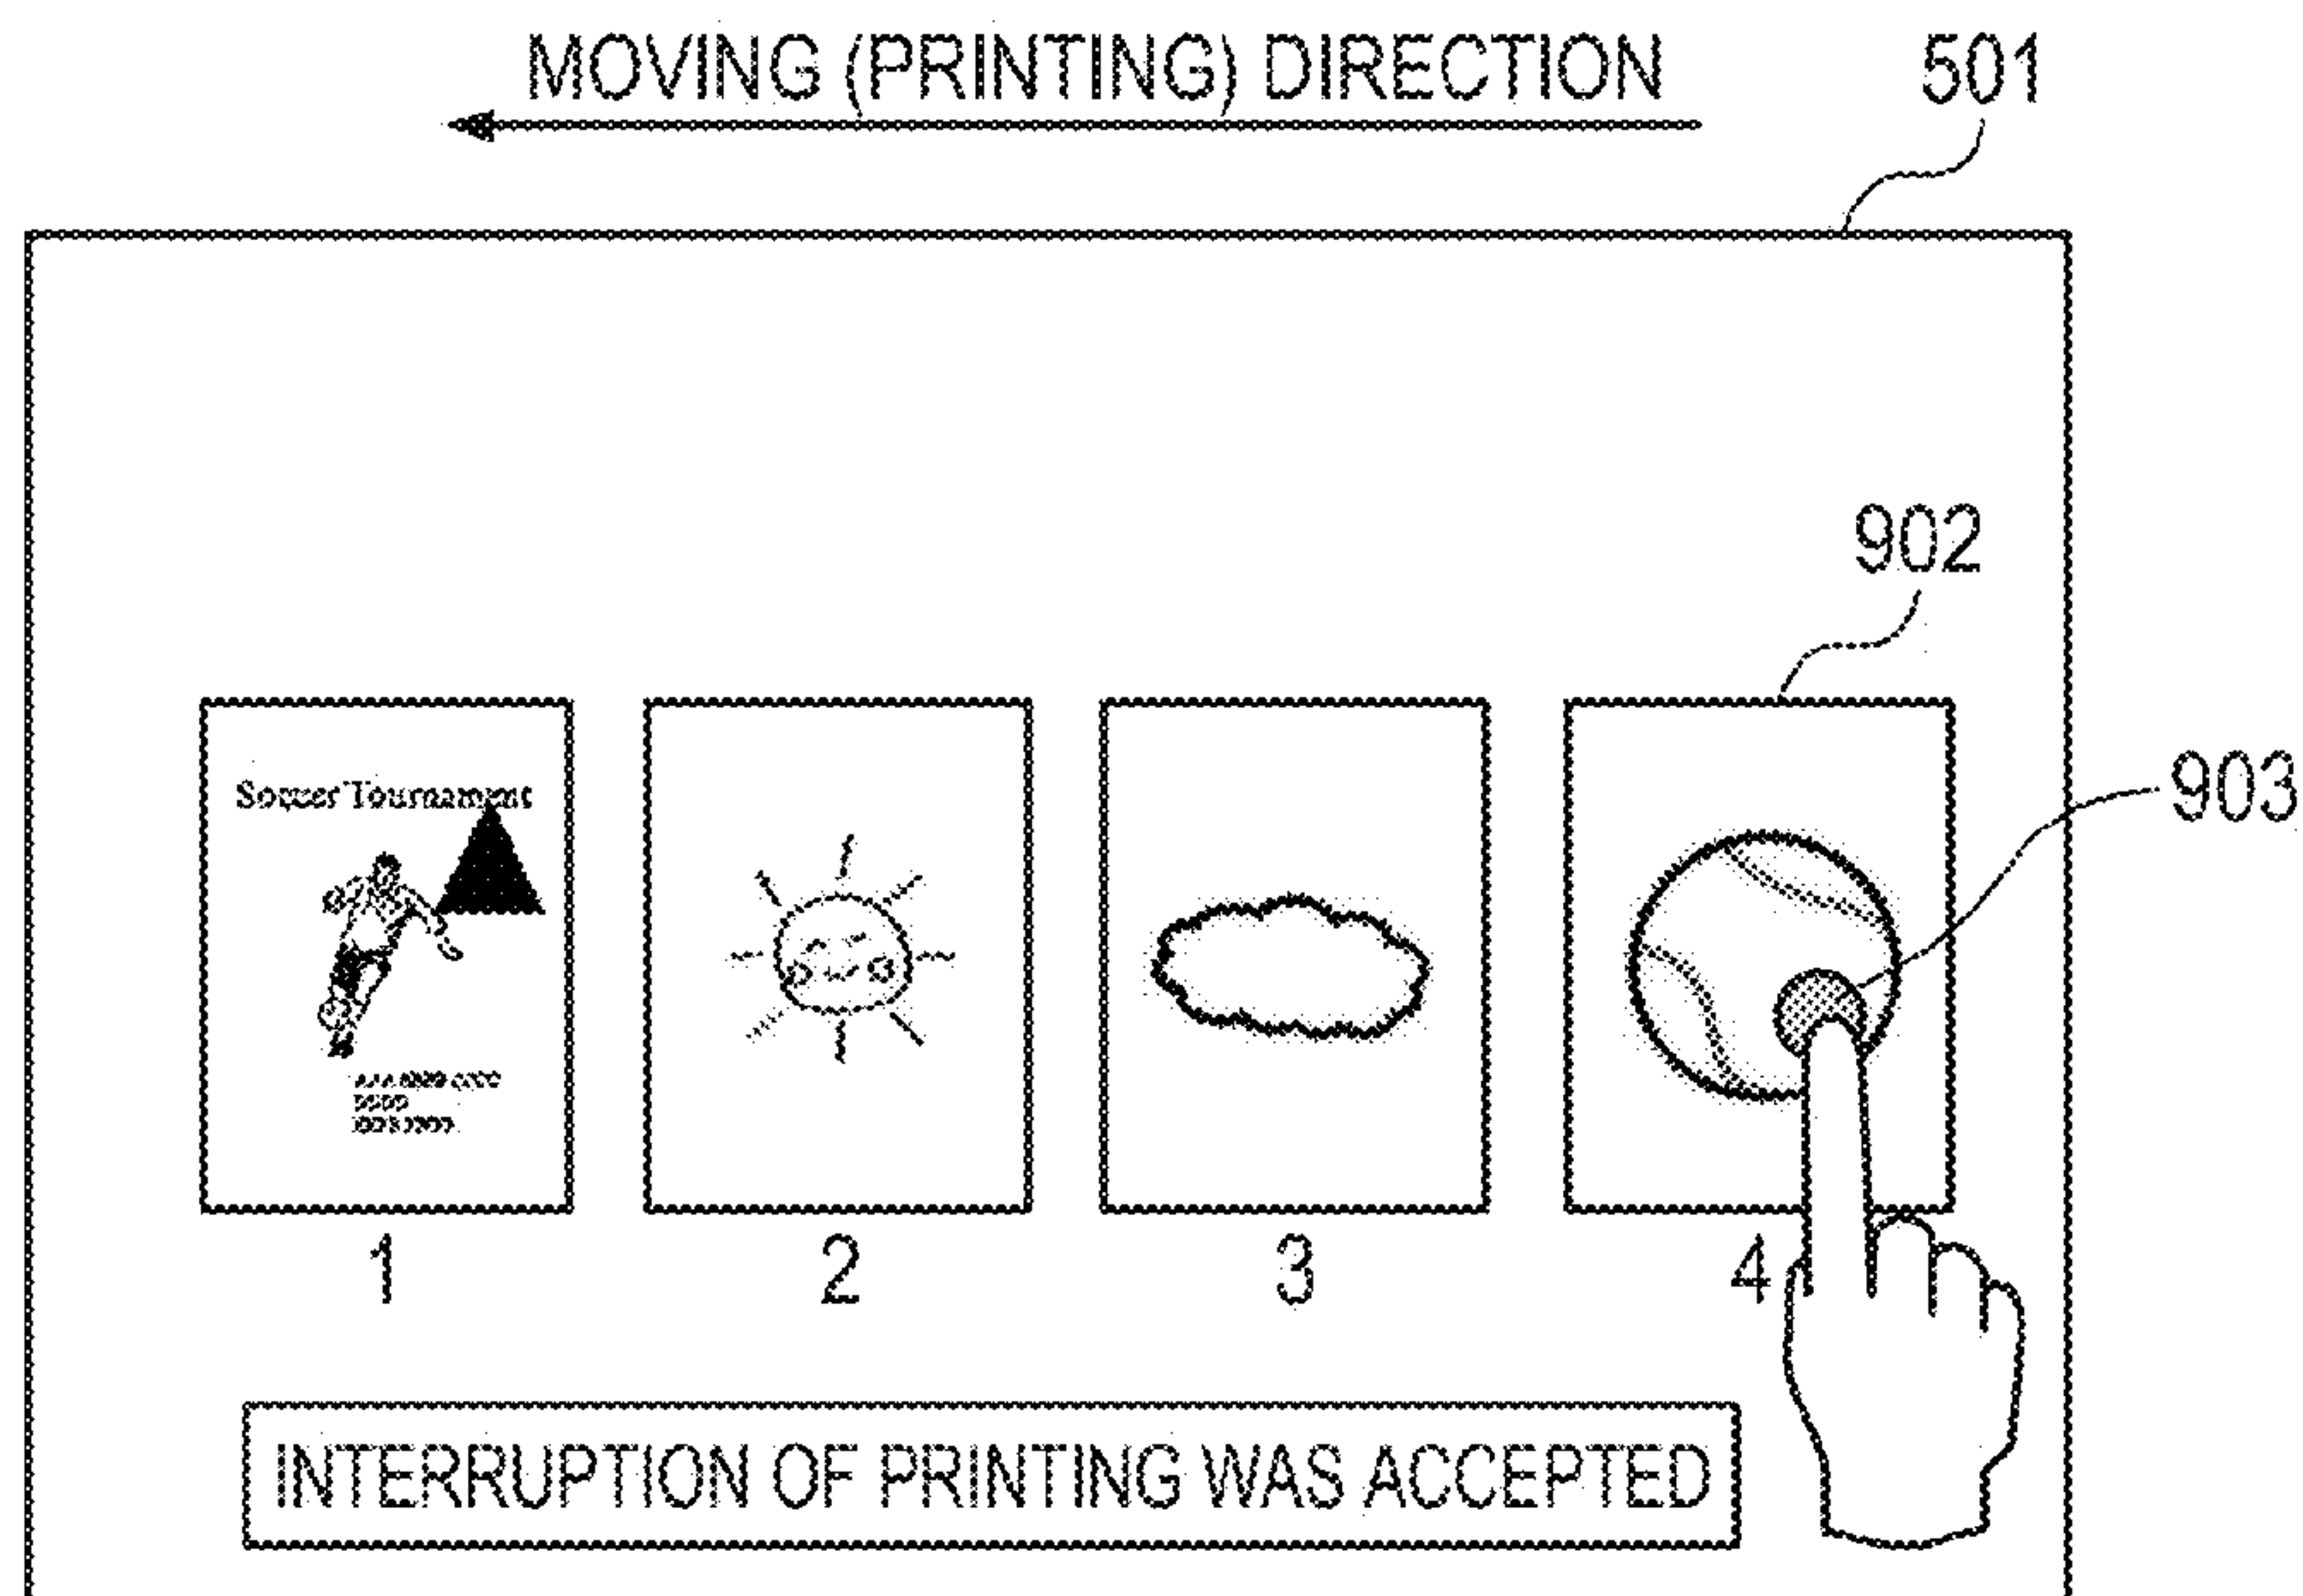 MOVING (PRINTING) DIRECTION
501
902
903
Soccer Tournament
1
2
3
4
INTERRUPTION OF PRINTING WAS ACCEPTED